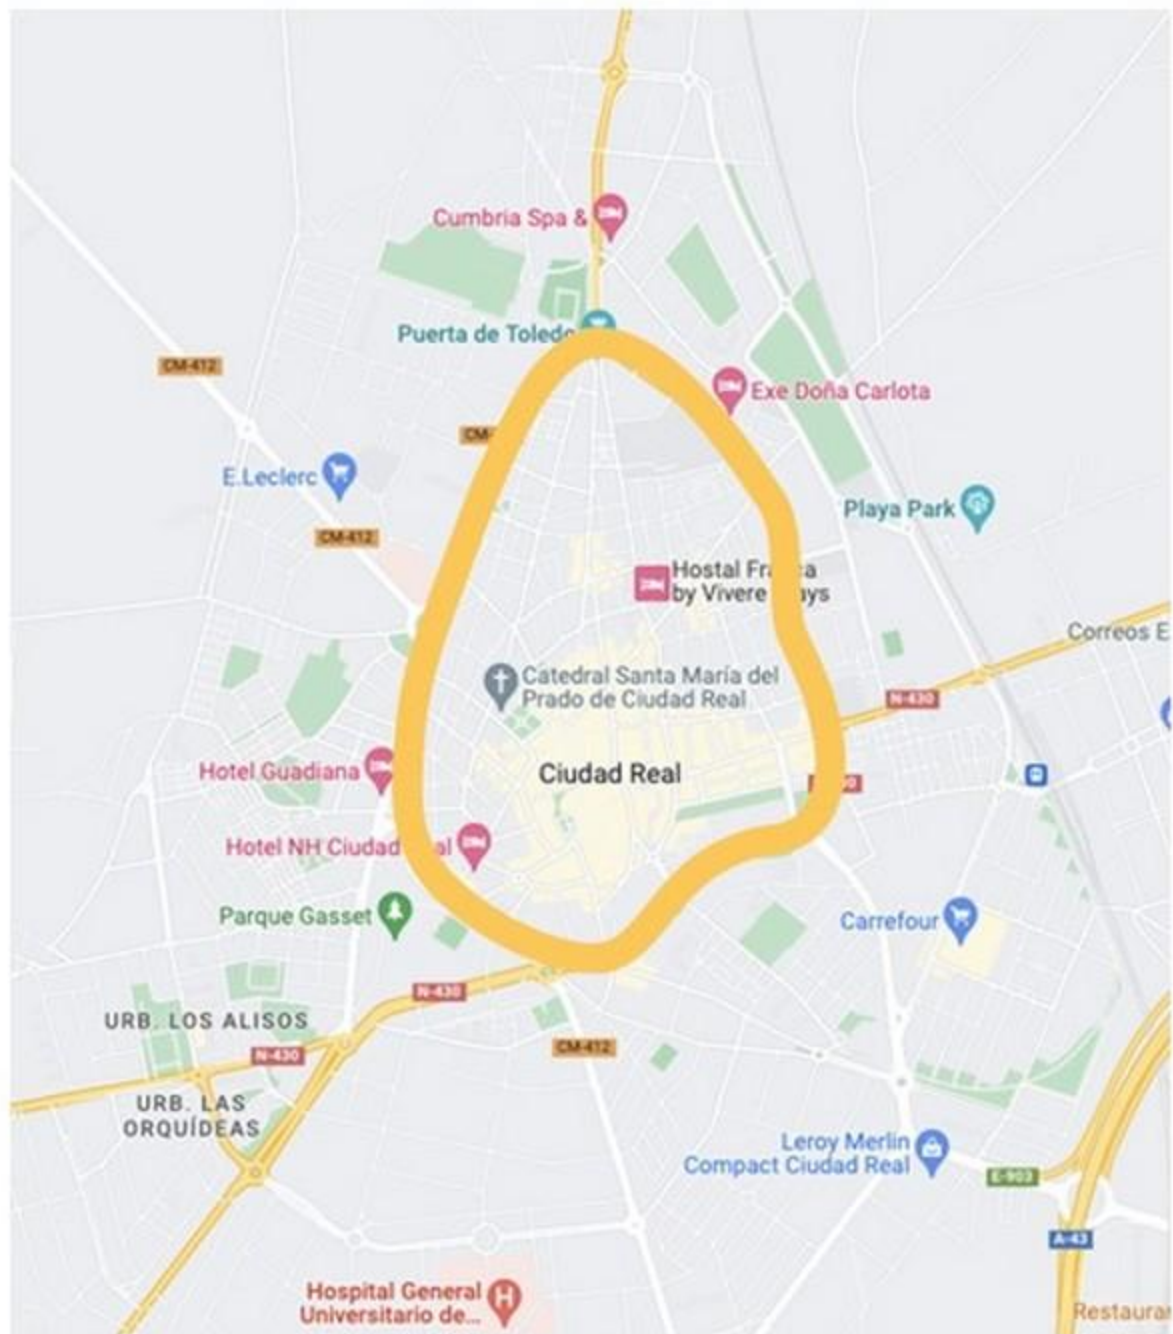 Cumbria Spa &
Puerta de Toledo
CM-412
Exe Doña Carlota
CM-
E.Leclerc
Playa Park
CM-412
Hostal Fra ca
by Vivere ays
Correos E
Catedral Santa María del
Prado de Ciudad Real
N-430
Hotel Guadiana
Ciudad Real
Hotel NH Ciudad al
Parque Gasset
Carrefour
N-430
URB. LOS ALISOS
CM-412
N-430
URB. LAS
ORQUÍDEAS
Leroy Merlin
Compact Ciudad Real
E-903
A-43
Hospital General
Universitario de...
Restaura